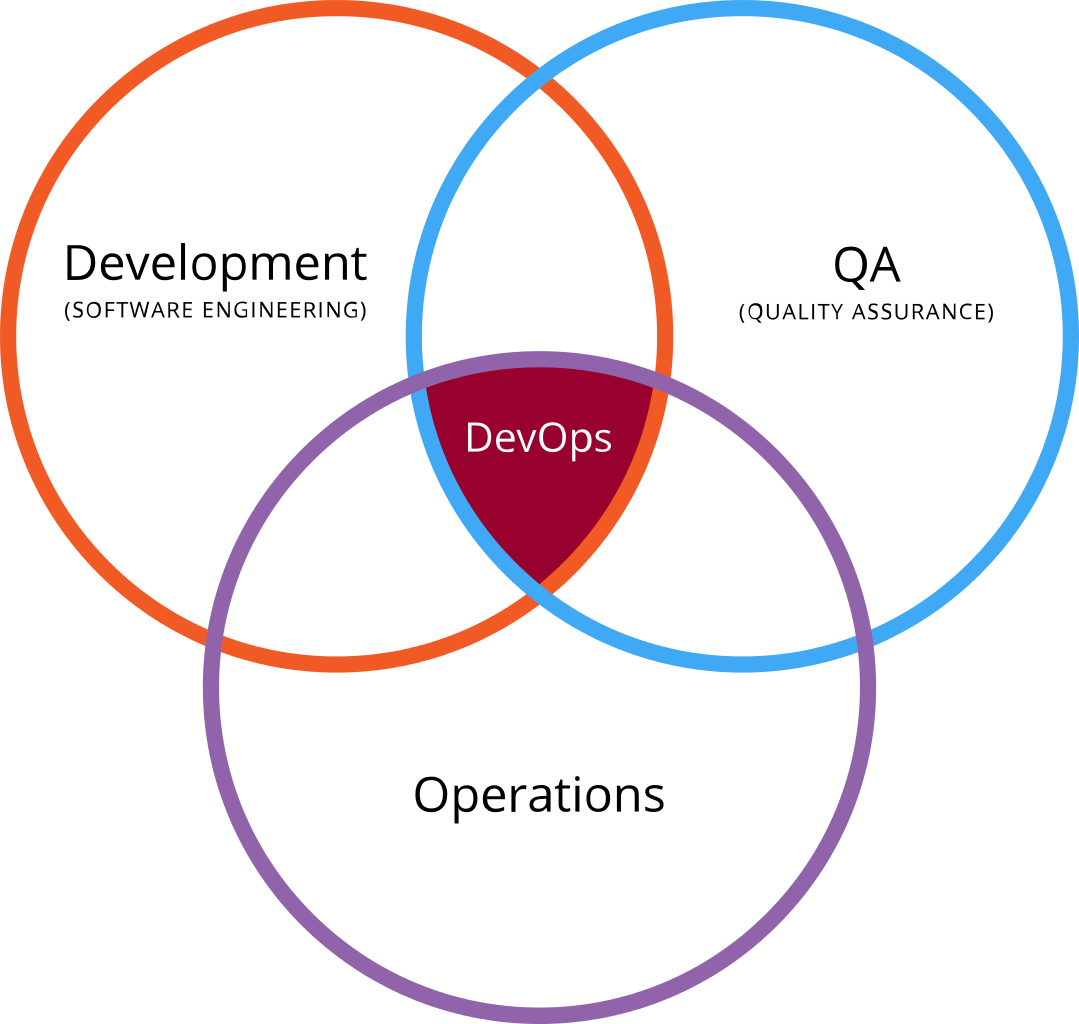 Development
(SOFTWARE ENGINEERING)
QA
(QUALITY ASSURANCE)
DevOps
Operations